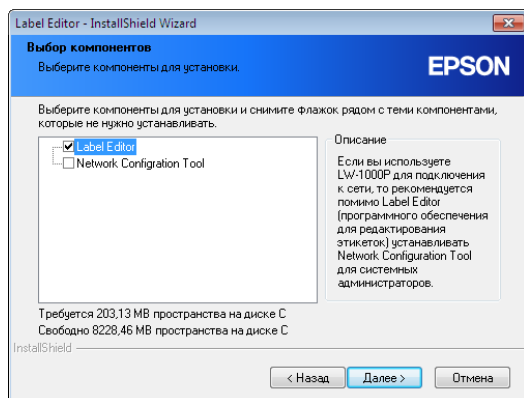 Label Editor - InstallShield Wizard
Выбор компонентов
Выберите компоненты для установки.
EPSON
Выберите компоненты для установки и снимите флажок рядом с теми компонентами,
которые не нужно устанавливать.
Label Editor
Network Configration Tool
Описание
Если вы используете
LW-1000P для подключения
к сети, то рекомендуется
помимо Label Editor
(программного обеспечения
для редактирования
этикеток) устанавливать
Network Configuration Tool
для системных
администраторов.
Требуется 203,13 MB пространства на диске C
Свободно 8228,46 MB пространства на диске C
InstallShield
< Назад
Далее >
Отмена